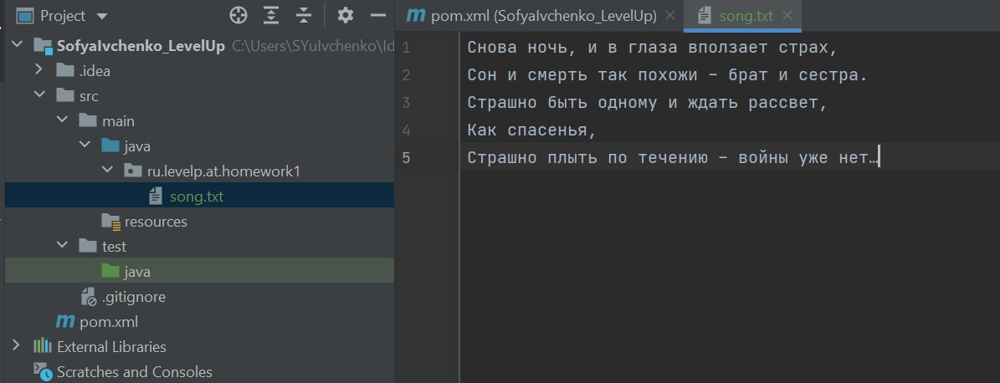 Project
SofyaIvchenko_LevelUp C:\Users\SYuIvchenko\Id
.idea
src
main
java
ru.levelp.at.homework1
song.txt
resources
test
java
.gitignore
pom.xml
External Libraries
Scratches and Consoles
pom.xml (SofyaIvchenko_LevelUp) song.txt
1 Снова ночь, и в глаза вползает страх,
2 Сон и смерть так похожи – брат и сестра.
3 Страшно быть одному и ждать рассвет,
4 Как спасенья,
5 Страшно плыть по течению – войны уже нет…